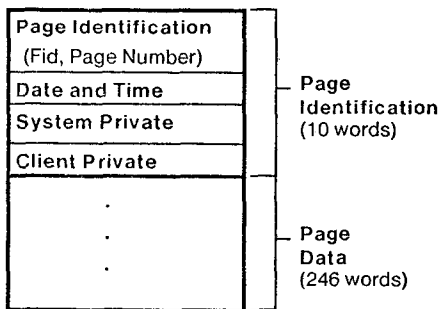 Page Identification
(Fid, Page Number)
Date and Time
System Private
Client Private
.
.
.
Page
Identification
(10 words)
Page
Data
(246 words)